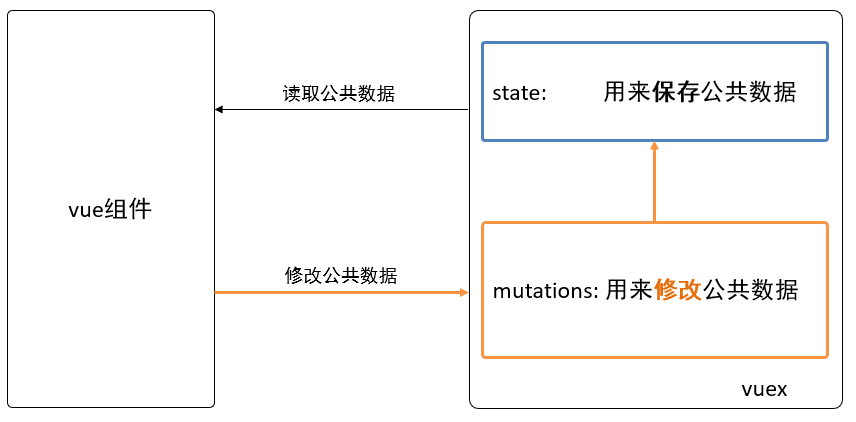 读取公共数据
state: 用来保存公共数据
vue组件
修改公共数据
mutations: 用来修改公共数据
vuex